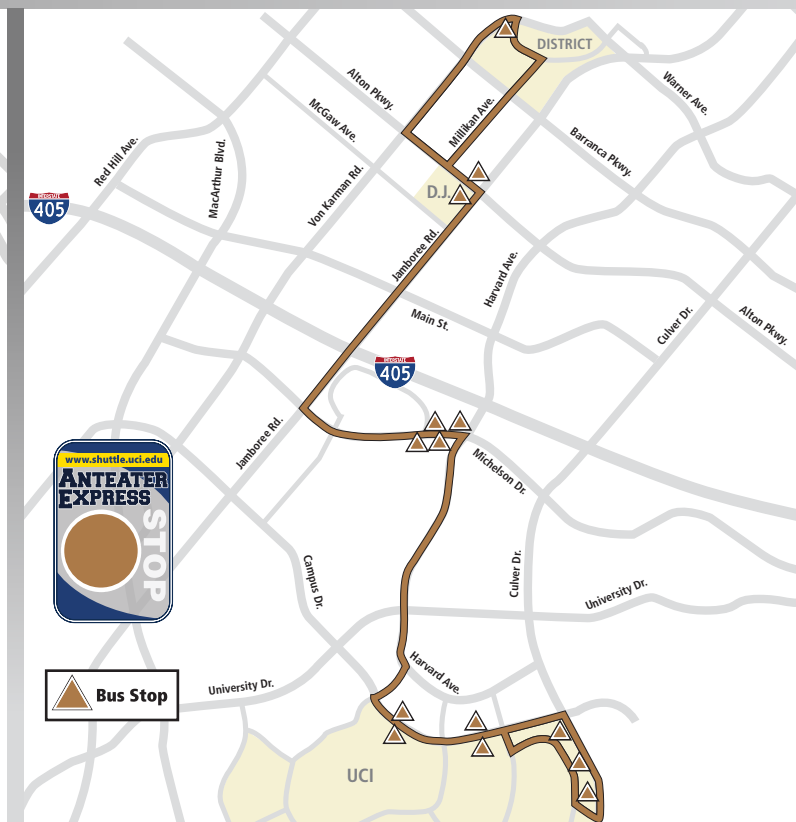 DISTRICT
Alton Pkwy.
Warner Ave.
McGaw Ave.
Millikan Ave.
Barranca Pkwy.
Red Hill Ave.
MacArthur Blvd.
Von Karman Rd.
D.J.
INTERSTATE
405
Jamboree Rd.
Harvard Ave.
Main St.
Culver Dr.
Alton Pkwy.
INTERSTATE
405
Jamboree Rd.
Michelson Dr.
www.shuttle.uci.edu
ANTEATER
EXPRESS
STOP
Campus Dr.
Culver Dr.
University Dr.
Harvard Ave.
University Dr.
Bus Stop
UCI